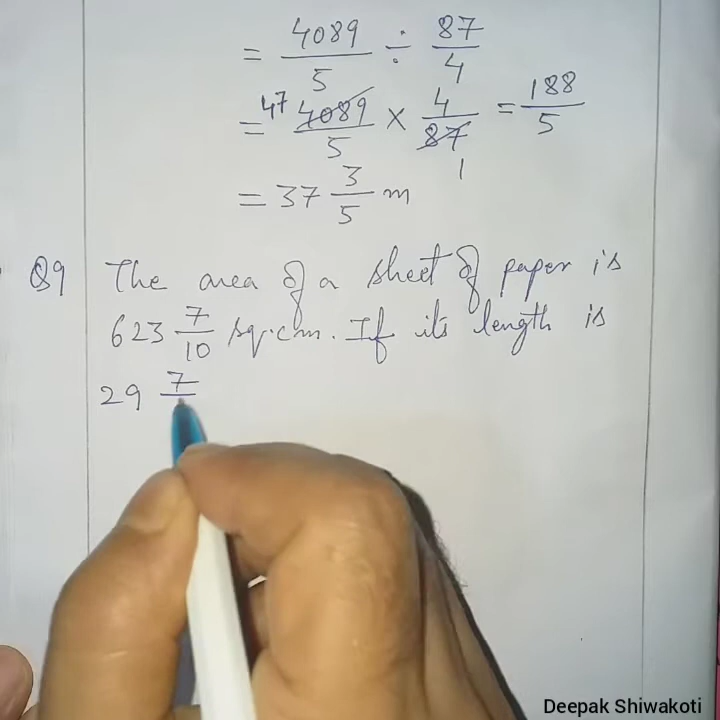 = 4089/5 ÷ 87/4
= 47 4089/5 × 4/87 1 = 188/5
= 37 3/5 m
Q9 The area of a sheet of paper is
623 7/10 sq.cm. If its length is
29 7/
Deepak Shiwakoti